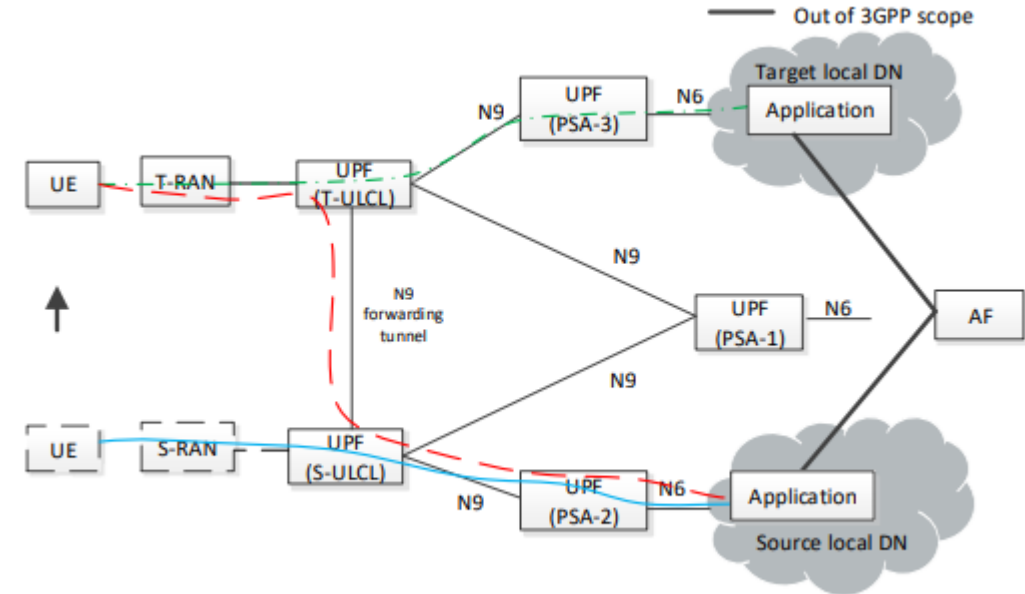 Out of 3GPP scope
Target local DN
Application
UPF
(PSA-3)
N6
N9
UE
T-RAN
UPF
(T-ULCL)
N9
N9
forwarding
tunnel
UPF
(PSA-1)
N6
AF
N9
UE
S-RAN
UPF
(S-ULCL)
N9
UPF
(PSA-2)
N6
Application
Source local DN